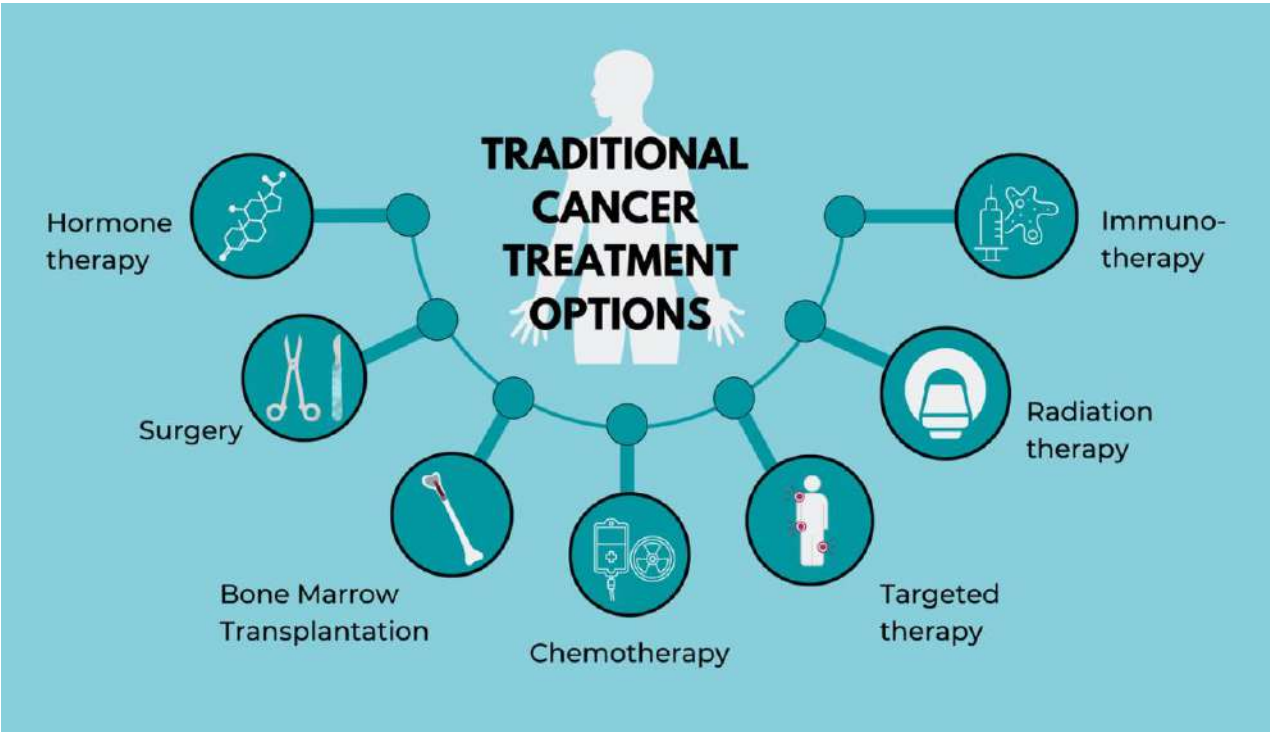 TRADITIONAL
CANCER
TREATMENT
OPTIONS
Hormone
therapy
Surgery
Bone Marrow
Transplantation
Chemotherapy
Targeted
therapy
Radiation
therapy
Immuno-
therapy